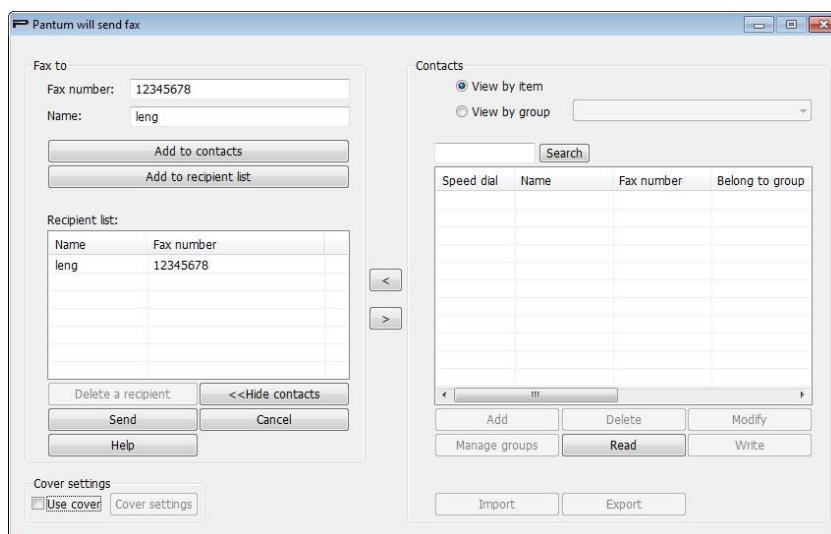 Pantum will send fax
Fax to
Fax number: 12345678
Name: leng
Add to contacts
Add to recipient list
Recipient list:
Name Fax number
leng 12345678
Delete a recipient <<Hide contacts
Send Cancel
Help
Cover settings
Use cover Cover settings
<
>
Contacts
View by item
View by group
Search
Speed dial Name Fax number Belong to group
Add Delete Modify
Manage groups Read Write
Import Export